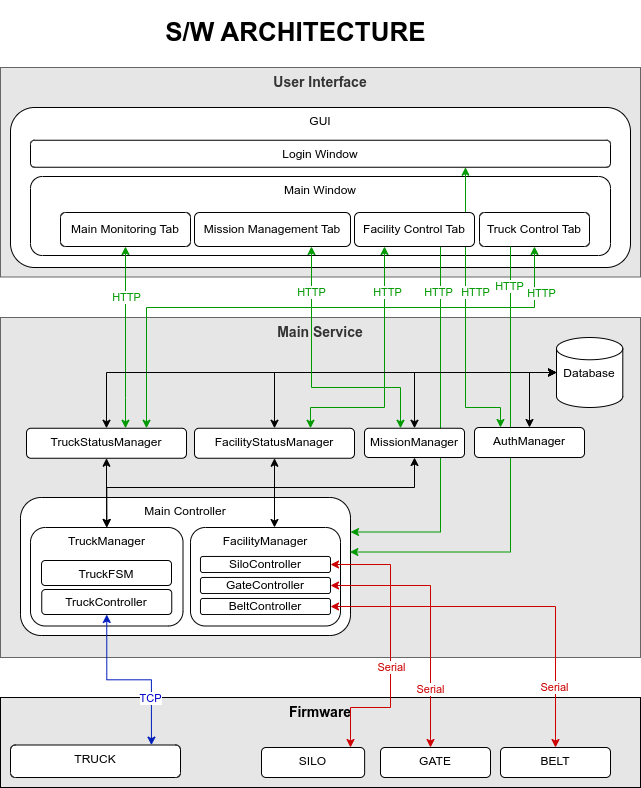 S/W ARCHITECTURE
User Interface
GUI
Login Window
Main Window
Main Monitoring Tab
Mission Management Tab
Facility Control Tab
Truck Control Tab
HTTP
HTTP
HTTP
HTTP
HTTP
HTTP
HTTP
Main Service
Database
TruckStatusManager
FacilityStatusManager
MissionManager
AuthManager
Main Controller
TruckManager
TruckFSM
TruckController
FacilityManager
SiloController
GateController
BeltController
TCP
Serial
Serial
Serial
Firmware
TRUCK
SILO
GATE
BELT